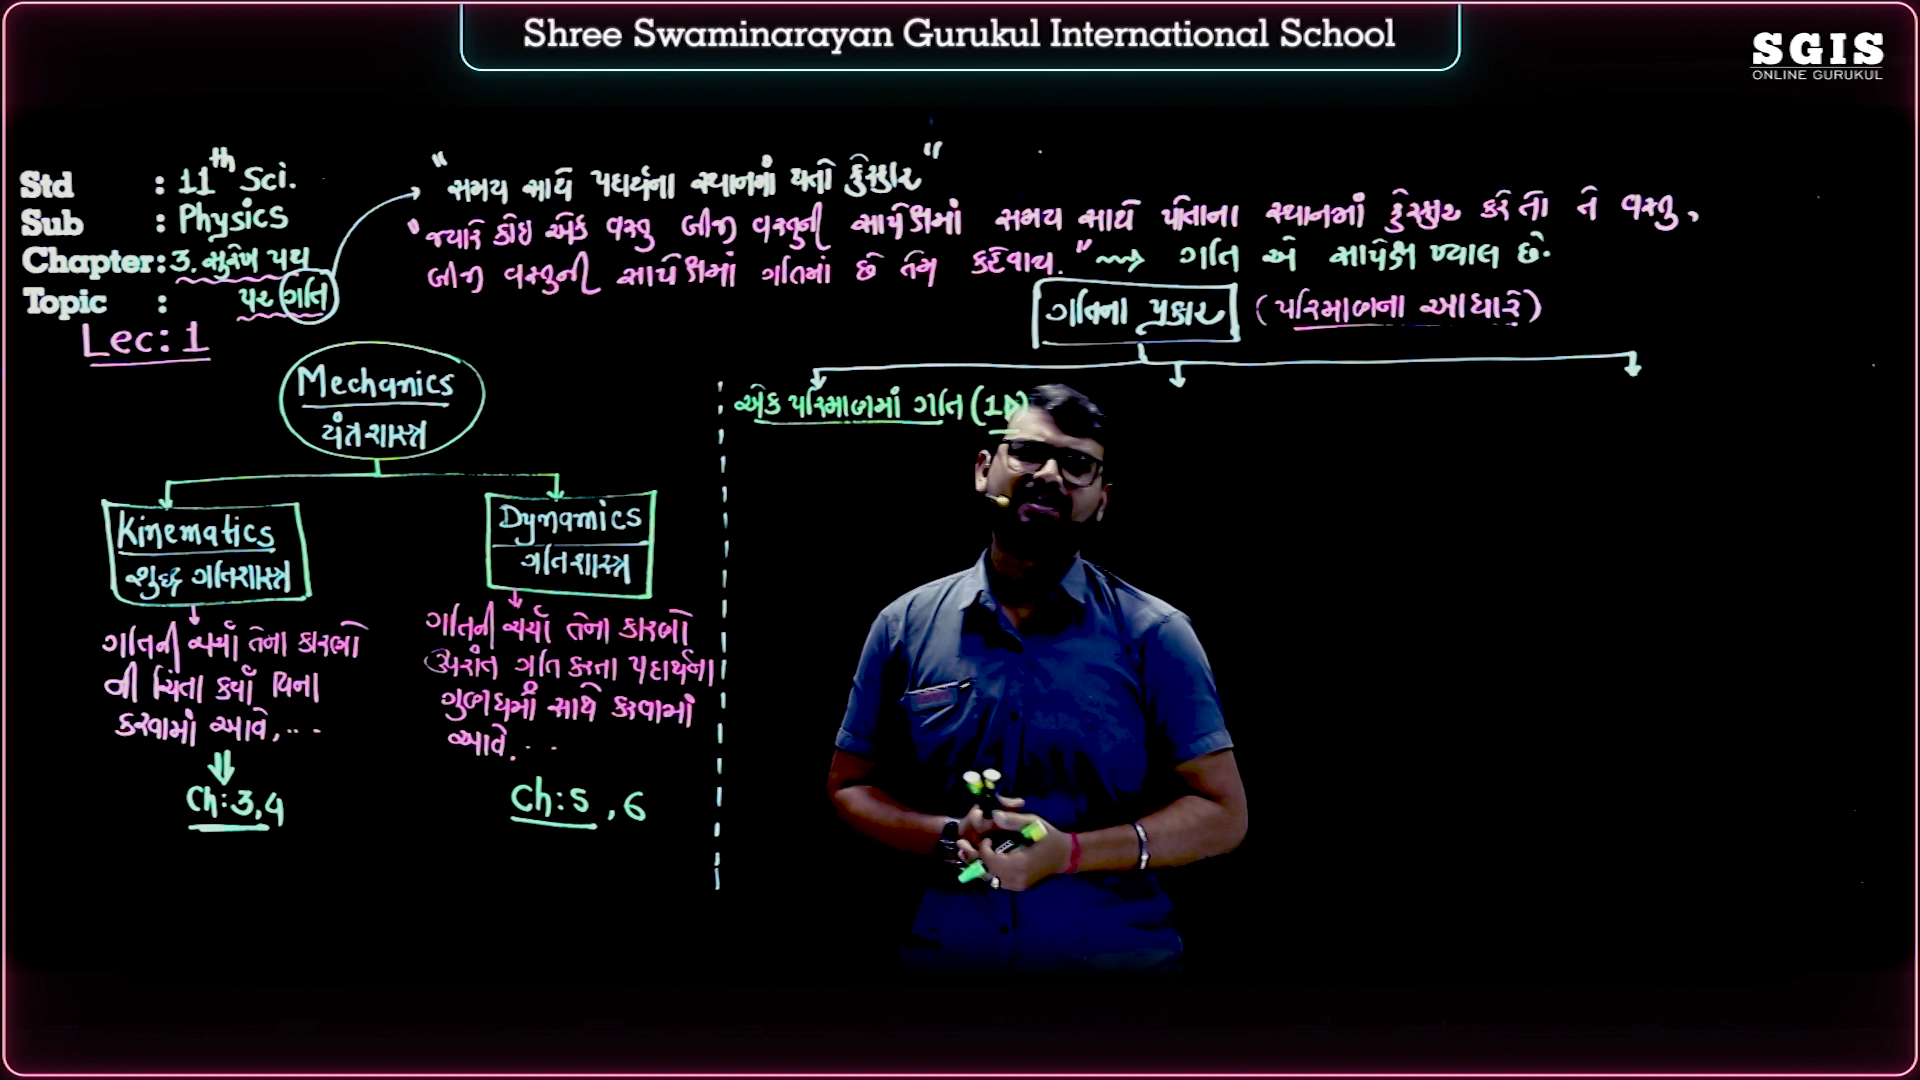 Shree Swaminarayan Gurukul International School
SGIS
ONLINE GURUKUL
Std : 11th Sci.
Sub : Physics
Chapter: 3. સુરેખ પથ
Topic : પર ગતિ
Lec: 1
"સમય સાથે પદાર્થના સ્થાનમાં થતો ફેરફાર"
"જ્યારે કોઇ એક વસ્તુ બીજી વસ્તુની સાપેક્ષમાં સમય સાથે પોતાના સ્થાનમાં ફેરફાર કરે તો તે વસ્તુ,
બીજી વસ્તુની સાપેક્ષમાં ગતિમાં છે તેમ કહેવાય." ⇝ ગતિ એ સાપેક્ષ ખ્યાલ છે.
ગતિના પ્રકાર (પરિમાણના આધારે)
એક પરિમાણમાં ગતિ (1D)
Mechanics
યંત્રશાસ્ત્ર
Kinematics
શુદ્ધ ગતિશાસ્ત્ર
ગતિની ચર્ચા તેના કારણો
ની ચિંતા કર્યા વિના
કરવામાં આવે,...
Ch:3,4
Dynamics
ગતિશાસ્ત્ર
ગતિની ચર્ચા તેના કારણો
ઉપરાંત ગતિ કરતા પદાર્થના
ગુણધર્મો સાથે કરવામાં
આવે...
Ch:5,6